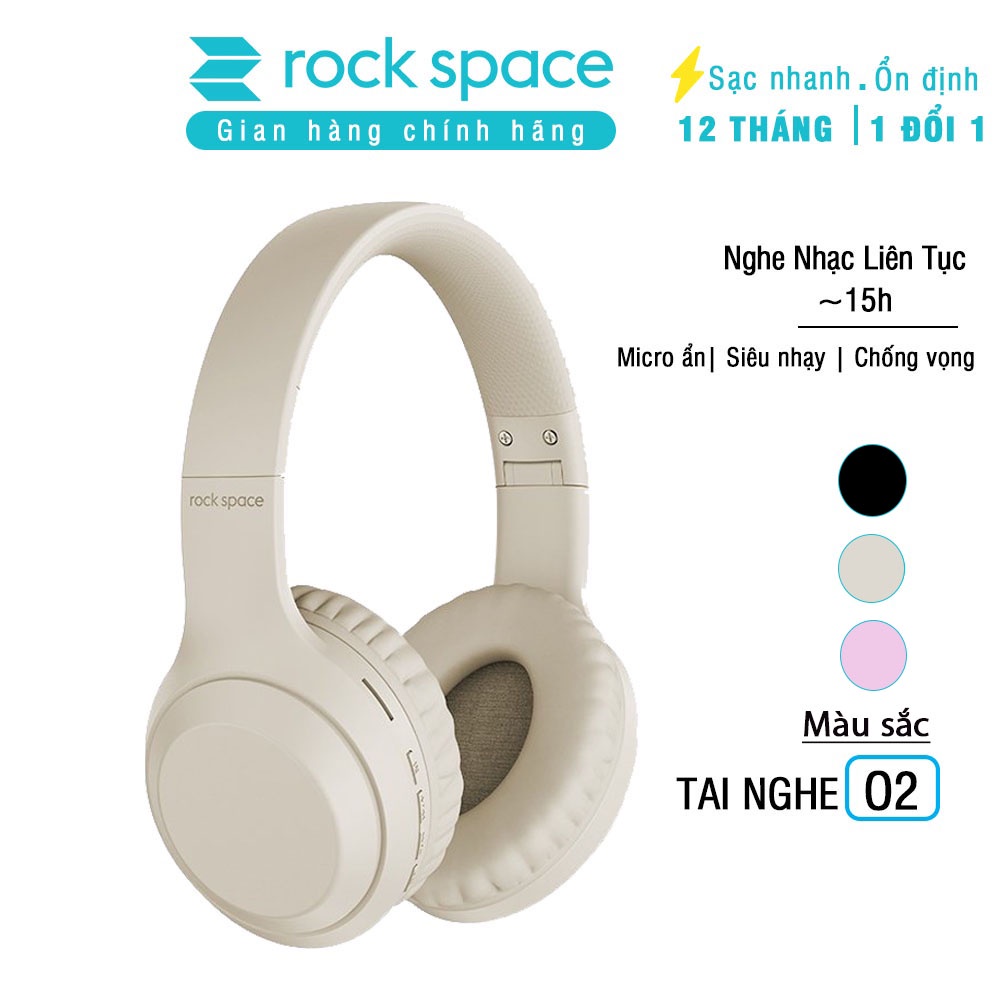 rock space
Gian hàng chính hãng
Sạc nhanh . Ổn định
12 THÁNG | 1 ĐỔI 1
Nghe Nhạc Liên Tục
~15h
Micro ẩn| Siêu nhạy | Chống vọng
rock space
Màu sắc
TAI NGHE 02